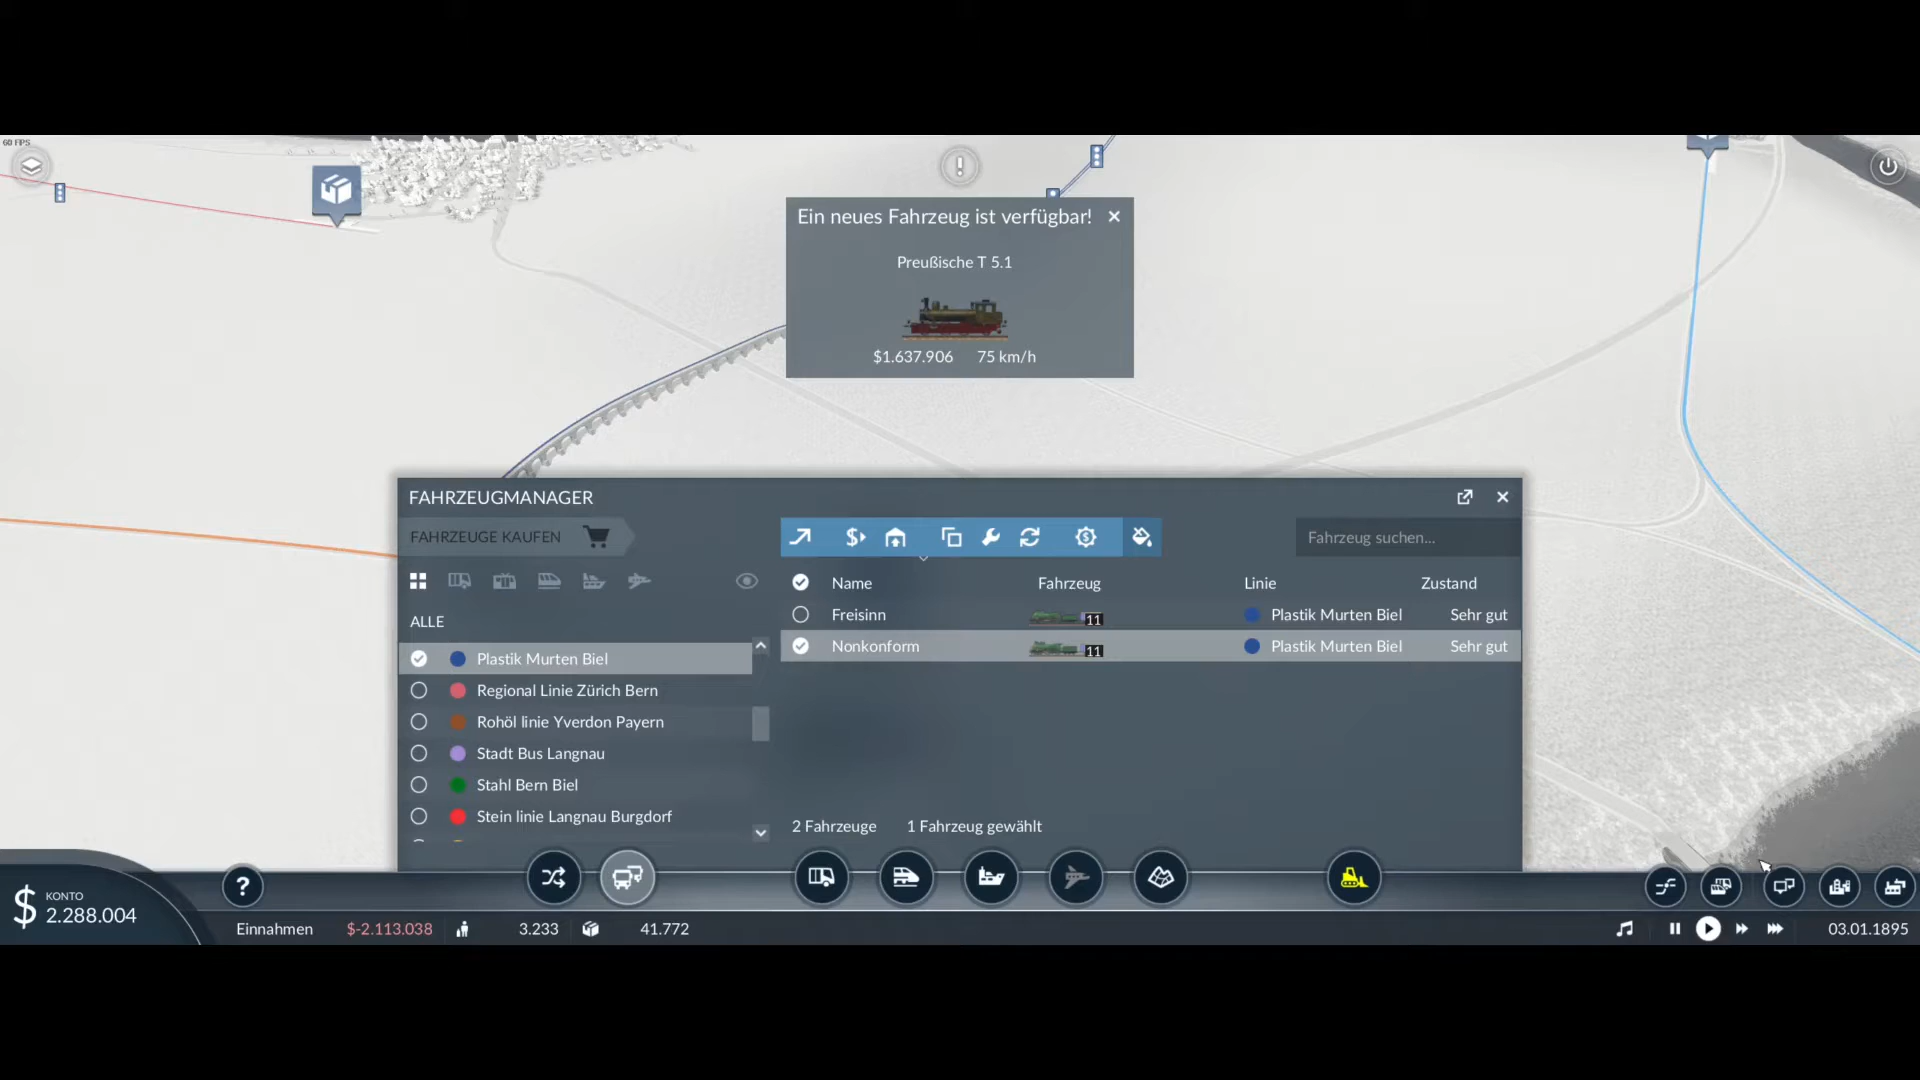 60 FPS
Ein neues Fahrzeug ist verfügbar!
Preußische T 5.1
$1.637.906 75 km/h
FAHRZEUGMANAGER
FAHRZEUGE KAUFEN
Fahrzeug suchen...
ALLE
Plastik Murten Biel
Regional Linie Zürich Bern
Rohöl linie Yverdon Payern
Stadt Bus Langnau
Stahl Bern Biel
Stein linie Langnau Burgdorf
Name Fahrzeug Linie Zustand
Freisinn 11 Plastik Murten Biel Sehr gut
Nonkonform 11 Plastik Murten Biel Sehr gut
2 Fahrzeuge 1 Fahrzeug gewählt
KONTO
$ 2.288.004
?
Einnahmen $-2.113.038 3.233 41.772
03.01.1895